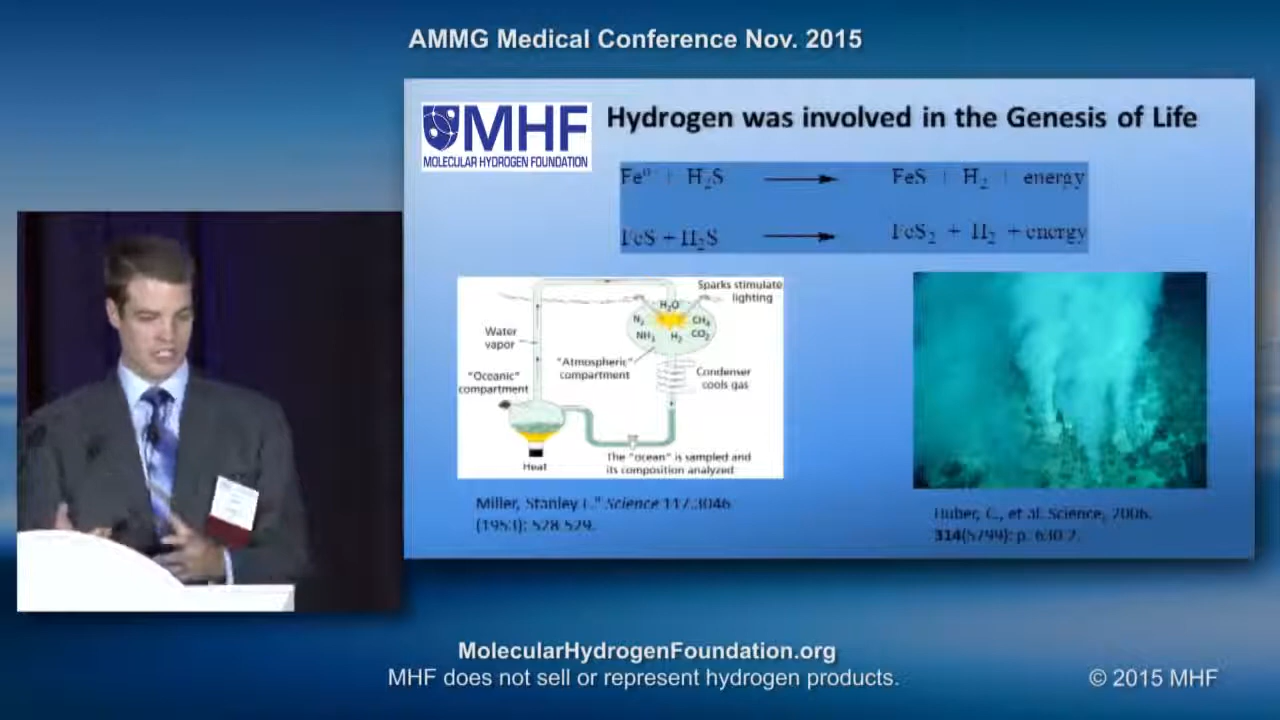 AMMG Medical Conference Nov. 2015
MHF
MOLECULAR HYDROGEN FOUNDATION
Hydrogen was involved in the Genesis of Life
Fe⁰ + H₂S → FeS + H₂ + energy
FeS + H₂S → FeS₂ + H₂ + energy
Sparks stimulate
lighting
H₂O
N₂ CH₄
NH₃ H₂ CO₂
Water
vapor
"Atmospheric"
compartment
Condenser
cools gas
"Oceanic"
compartment
Heat
The "ocean" is sampled and
its composition analyzed
Miller, Stanley L." Science 117.3046
(1953): 528-529.
Huber, C., et al. Science, 2006.
314(5799): p. 630-2.
MolecularHydrogenFoundation.org
MHF does not sell or represent hydrogen products.
© 2015 MHF